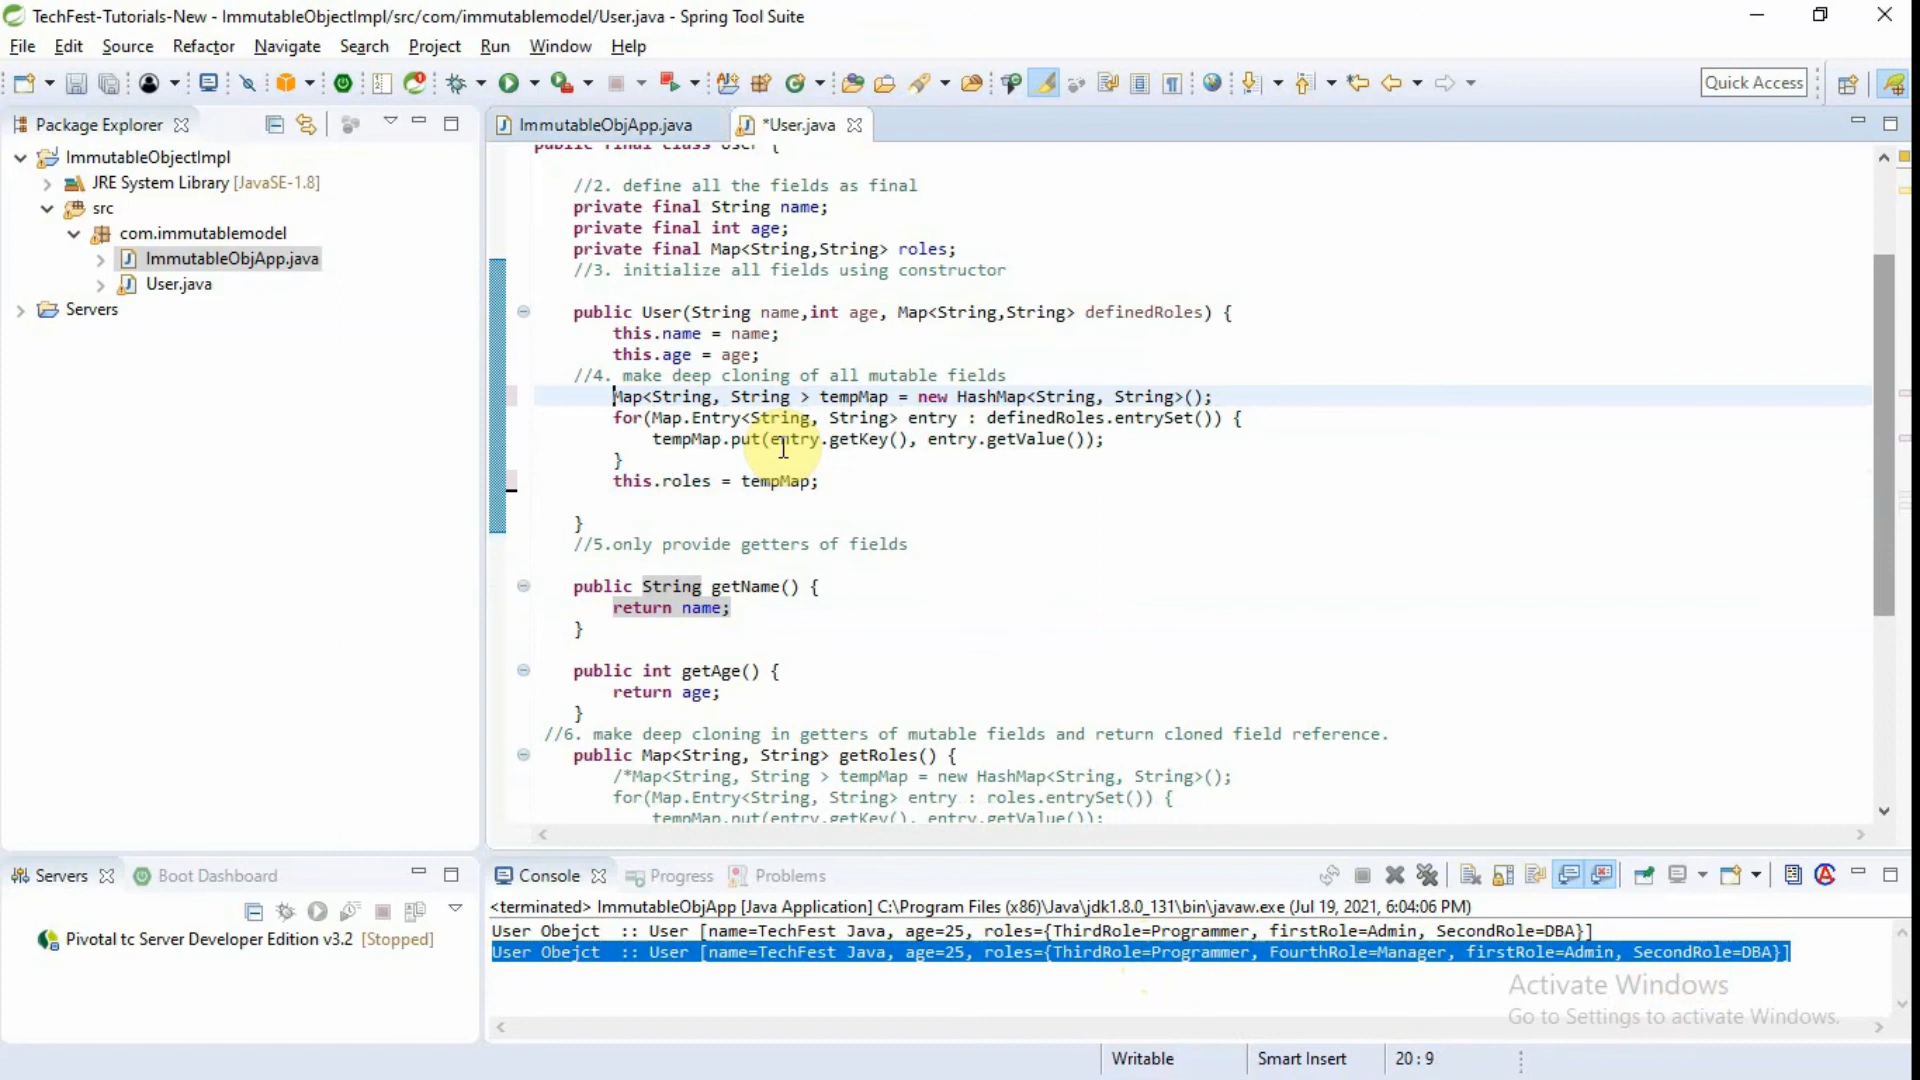 TechFest-Tutorials-New - ImmutableObjectImpl/src/com/immutablemodel/User.java - Spring Tool Suite
File Edit Source Refactor Navigate Search Project Run Window Help
Quick Access
Package Explorer
ImmutableObjectImpl
JRE System Library [JavaSE-1.8]
src
com.immutablemodel
ImmutableObjApp.java
User.java
Servers
ImmutableObjApp.java
*User.java
public final class User {
//2. define all the fields as final
private final String name;
private final int age;
private final Map<String,String> roles;
//3. initialize all fields using constructor
public User(String name,int age, Map<String,String> definedRoles) {
this.name = name;
this.age = age;
//4. make deep cloning of all mutable fields
Map<String, String > tempMap = new HashMap<String, String>();
for(Map.Entry<String, String> entry : definedRoles.entrySet()) {
tempMap.put(entry.getKey(), entry.getValue());
}
this.roles = tempMap;
}
//5.only provide getters of fields
public String getName() {
return name;
}
public int getAge() {
return age;
}
//6. make deep cloning in getters of mutable fields and return cloned field reference.
public Map<String, String> getRoles() {
/*Map<String, String > tempMap = new HashMap<String, String>();
for(Map.Entry<String, String> entry : roles.entrySet()) {
tempMap.put(entry.getKey(), entry.getValue());
Servers
Boot Dashboard
Pivotal tc Server Developer Edition v3.2 [Stopped]
Console
Progress
Problems
<terminated> ImmutableObjApp [Java Application] C:\Program Files (x86)\Java\jdk1.8.0_131\bin\javaw.exe (Jul 19, 2021, 6:04:06 PM)
User Obejct :: User [name=TechFest Java, age=25, roles={ThirdRole=Programmer, firstRole=Admin, SecondRole=DBA}]
User Obejct :: User [name=TechFest Java, age=25, roles={ThirdRole=Programmer, FourthRole=Manager, firstRole=Admin, SecondRole=DBA}]
Activate Windows
Go to Settings to activate Windows.
Writable
Smart Insert
20 : 9